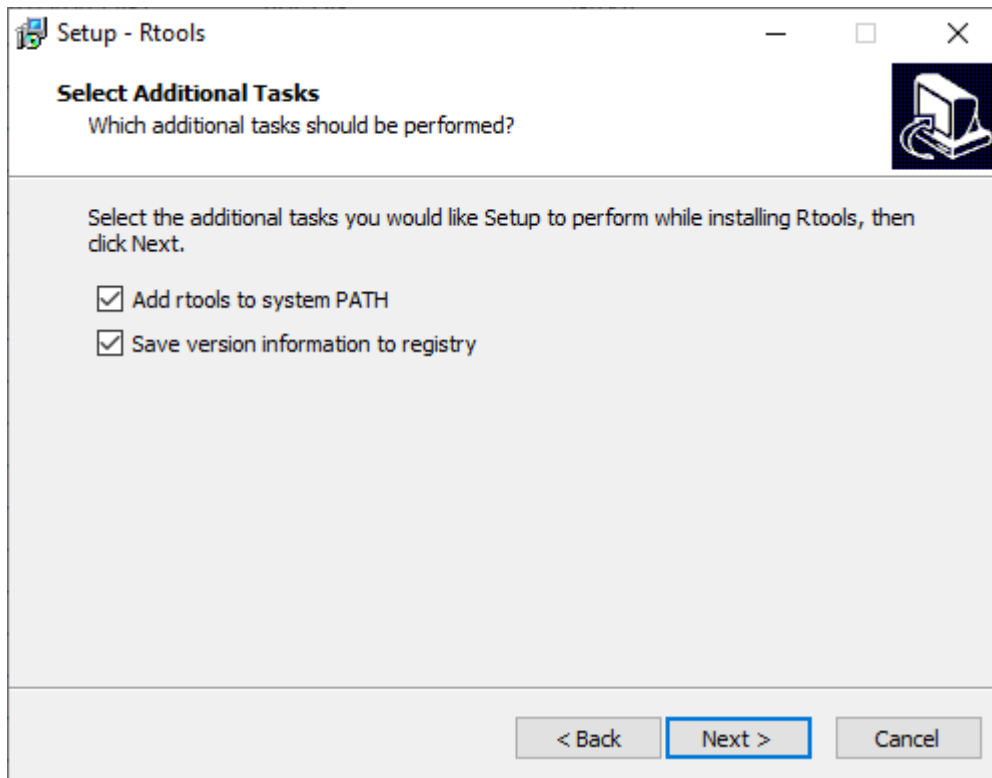 Setup - Rtools
Select Additional Tasks
Which additional tasks should be performed?
Select the additional tasks you would like Setup to perform while installing Rtools, then
click Next.
Add rtools to system PATH
Save version information to registry
< Back
Next >
Cancel